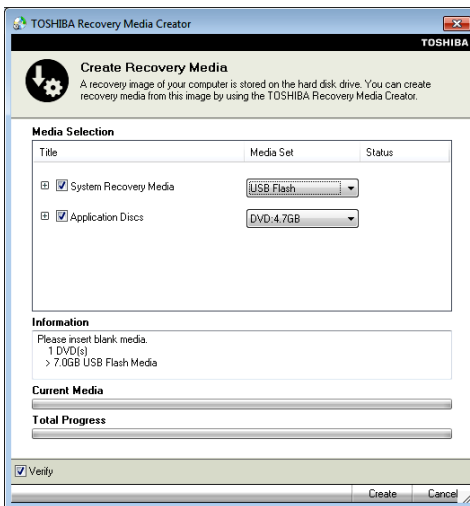 TOSHIBA Recovery Media Creator
TOSHIBA
Create Recovery Media
A recovery image of your computer is stored on the hard disk drive. You can create
recovery media from this image by using the TOSHIBA Recovery Media Creator.
Media Selection
Title Media Set Status
System Recovery Media USB Flash
Application Discs DVD:4.7GB
Information
Please insert blank media.
1 DVD(s)
> 7.0GB USB Flash Media
Current Media
Total Progress
Verify
Create Cancel